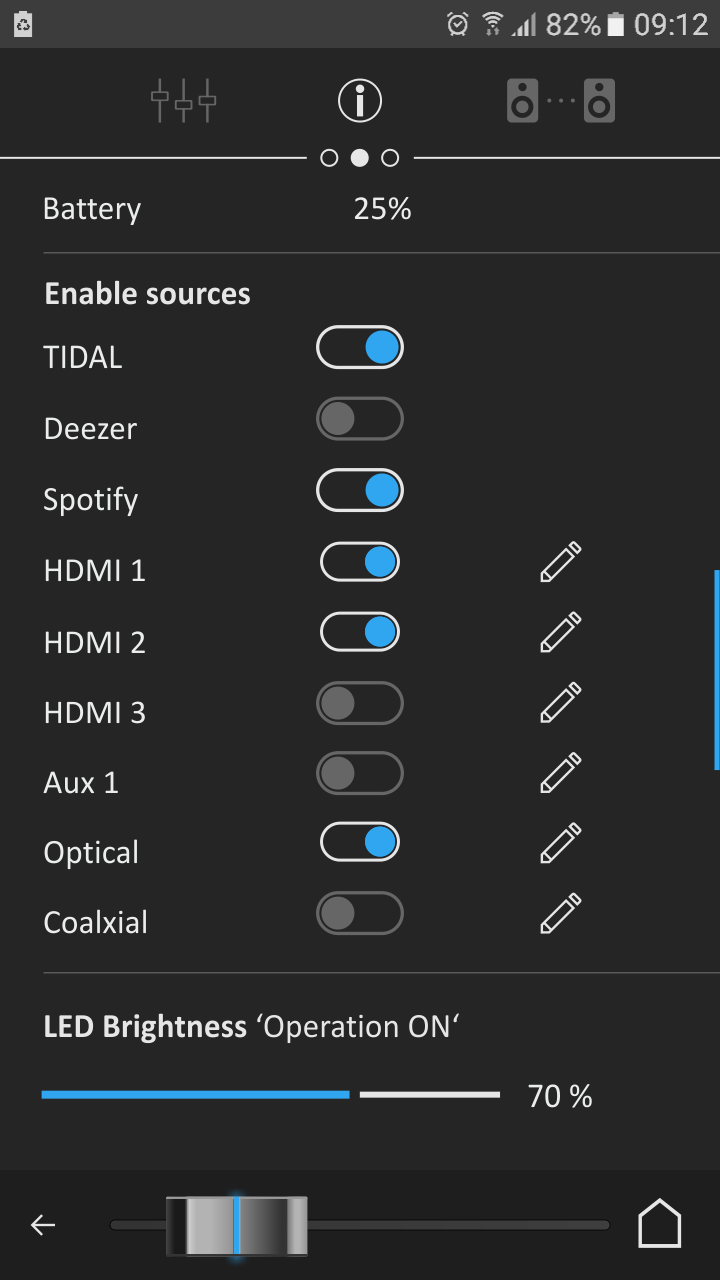 82% 09:12
Battery 25%
Enable sources
TIDAL
Deezer
Spotify
HDMI 1
HDMI 2
HDMI 3
Aux 1
Optical
Coalxial
LED Brightness ‘Operation ON‘
70 %